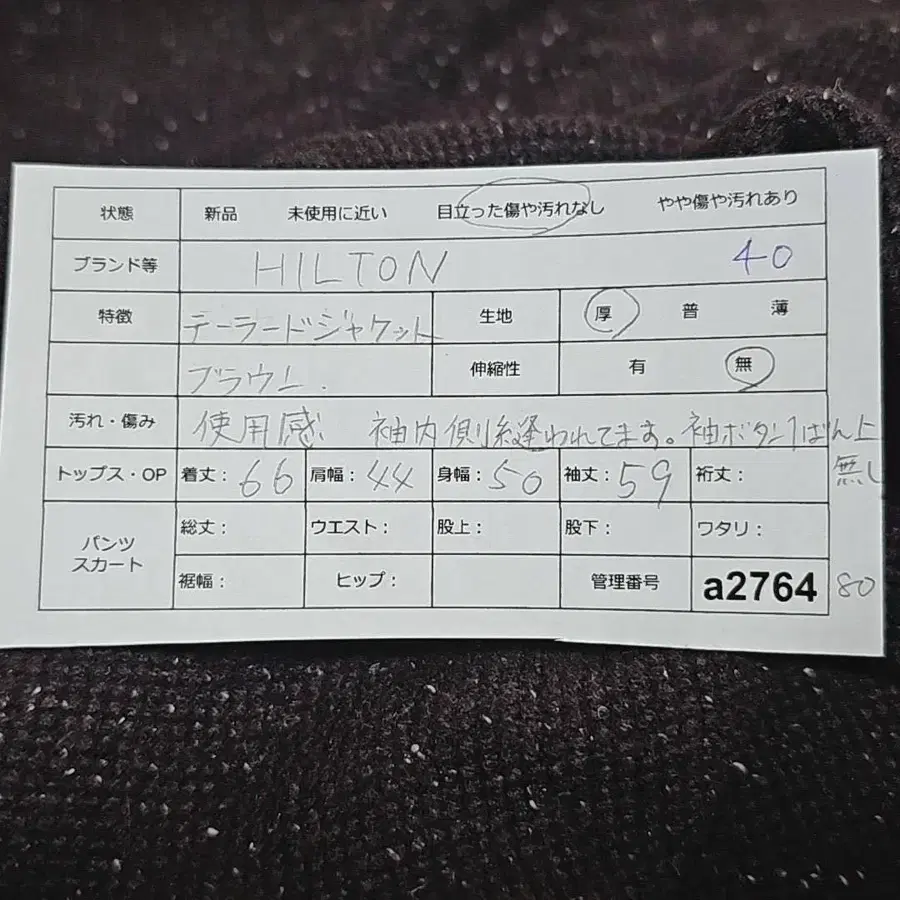 状態 新品 未使用に近い 目立った傷や汚れなし やや傷や汚れあり
ブランド等 HILTON 40
特徴 テーラードジャケット 生地 厚 普 薄
ブラウン. 伸縮性 有 無
汚れ・傷み 使用感 袖内側糸縫われてます。袖ボタン1ばん上
無し
トップス・OP 着丈: 66 肩幅: 44 身幅: 50 袖丈: 59 裄丈:
パンツ スカート 総丈: ウエスト: 股上: 股下: ワタリ:
裾幅: ヒップ: 管理番号 a2764 80